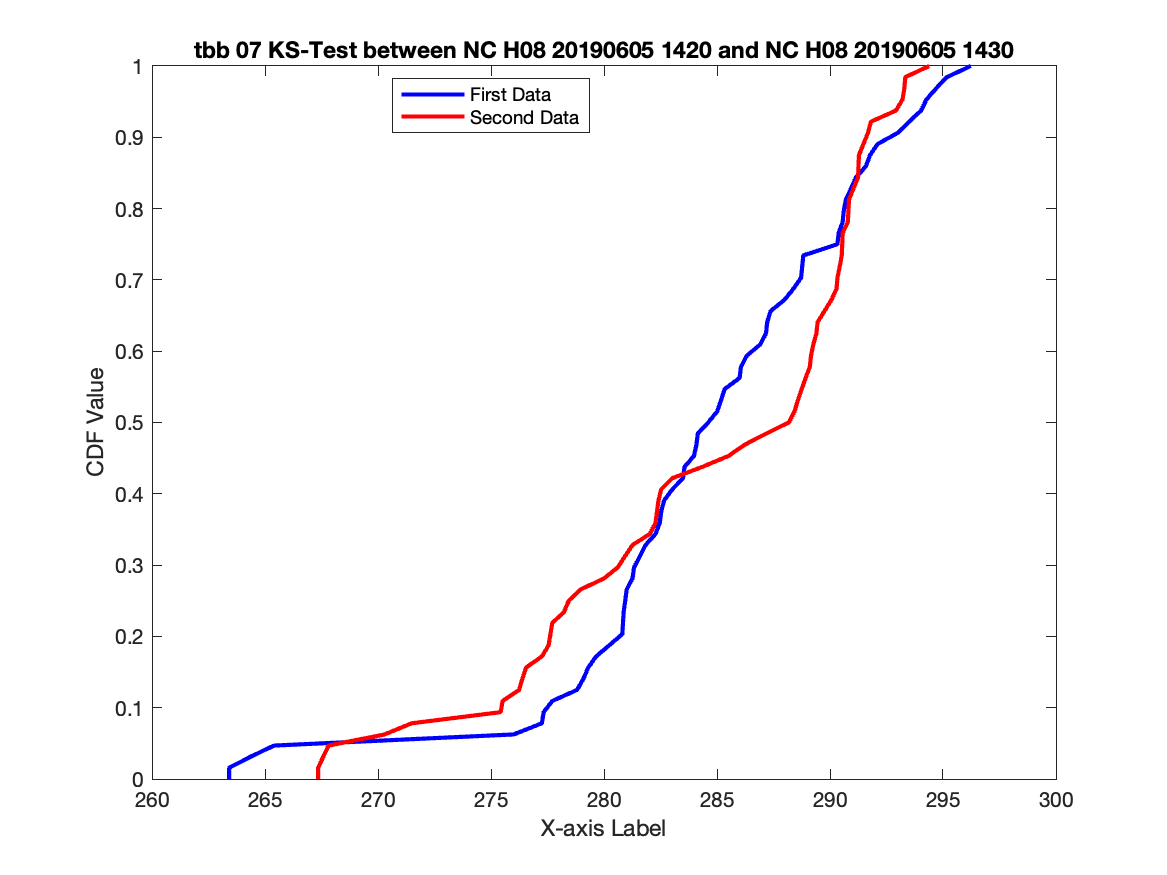 tbb 07 KS-Test between NC H08 20190605 1420 and NC H08 20190605 1430
First Data
Second Data
1
0.9
0.8
0.7
0.6
0.5
0.4
0.3
0.2
0.1
0
CDF Value
260 265 270 275 280 285 290 295 300
X-axis Label